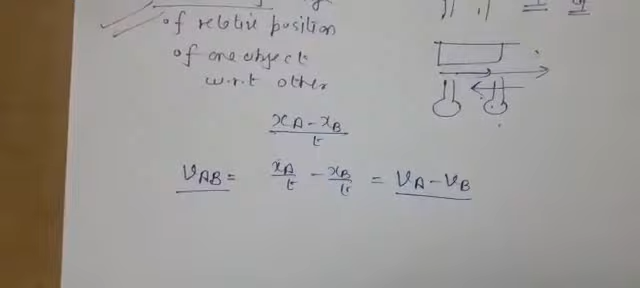 of relative position
of one object
w.r.t other
xA - xB / t
VAB = xA/t - xB/t = VA - VB